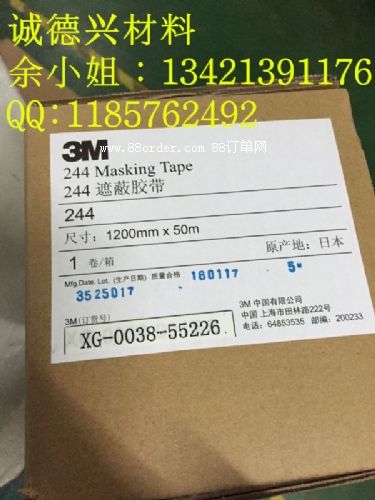 诚德兴材料
余小姐：13421391176
QQ:1185762492
www.88order.com 88订单网
3M
244 Masking Tape
244 遮蔽胶带
244
尺寸：1200mm x 50m
1 卷/箱 原产地：日本
Mfg.Date. Lot. (生产日期) 质量合格 160117 5
3525017
3M(订货号) XG-0038-55226
3M 中国有限公司
中国 上海市田林路222号
电话：64853535 邮编：200233